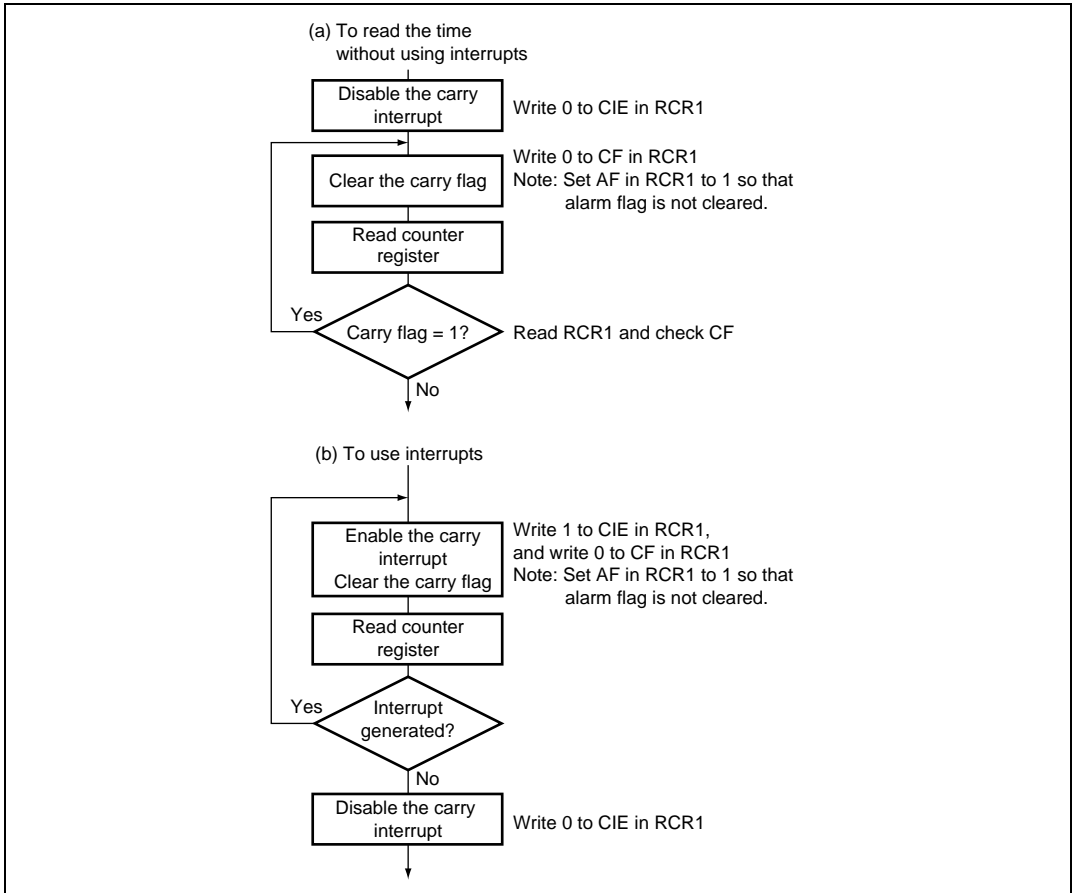 (a) To read the time
without using interrupts
Disable the carry
interrupt
Write 0 to CIE in RCR1
Clear the carry flag
Write 0 to CF in RCR1
Note: Set AF in RCR1 to 1 so that
alarm flag is not cleared.
Read counter
register
Yes
Carry flag = 1?
Read RCR1 and check CF
No
(b) To use interrupts
Enable the carry
interrupt
Clear the carry flag
Write 1 to CIE in RCR1,
and write 0 to CF in RCR1
Note: Set AF in RCR1 to 1 so that
alarm flag is not cleared.
Read counter
register
Yes
Interrupt
generated?
No
Disable the carry
interrupt
Write 0 to CIE in RCR1